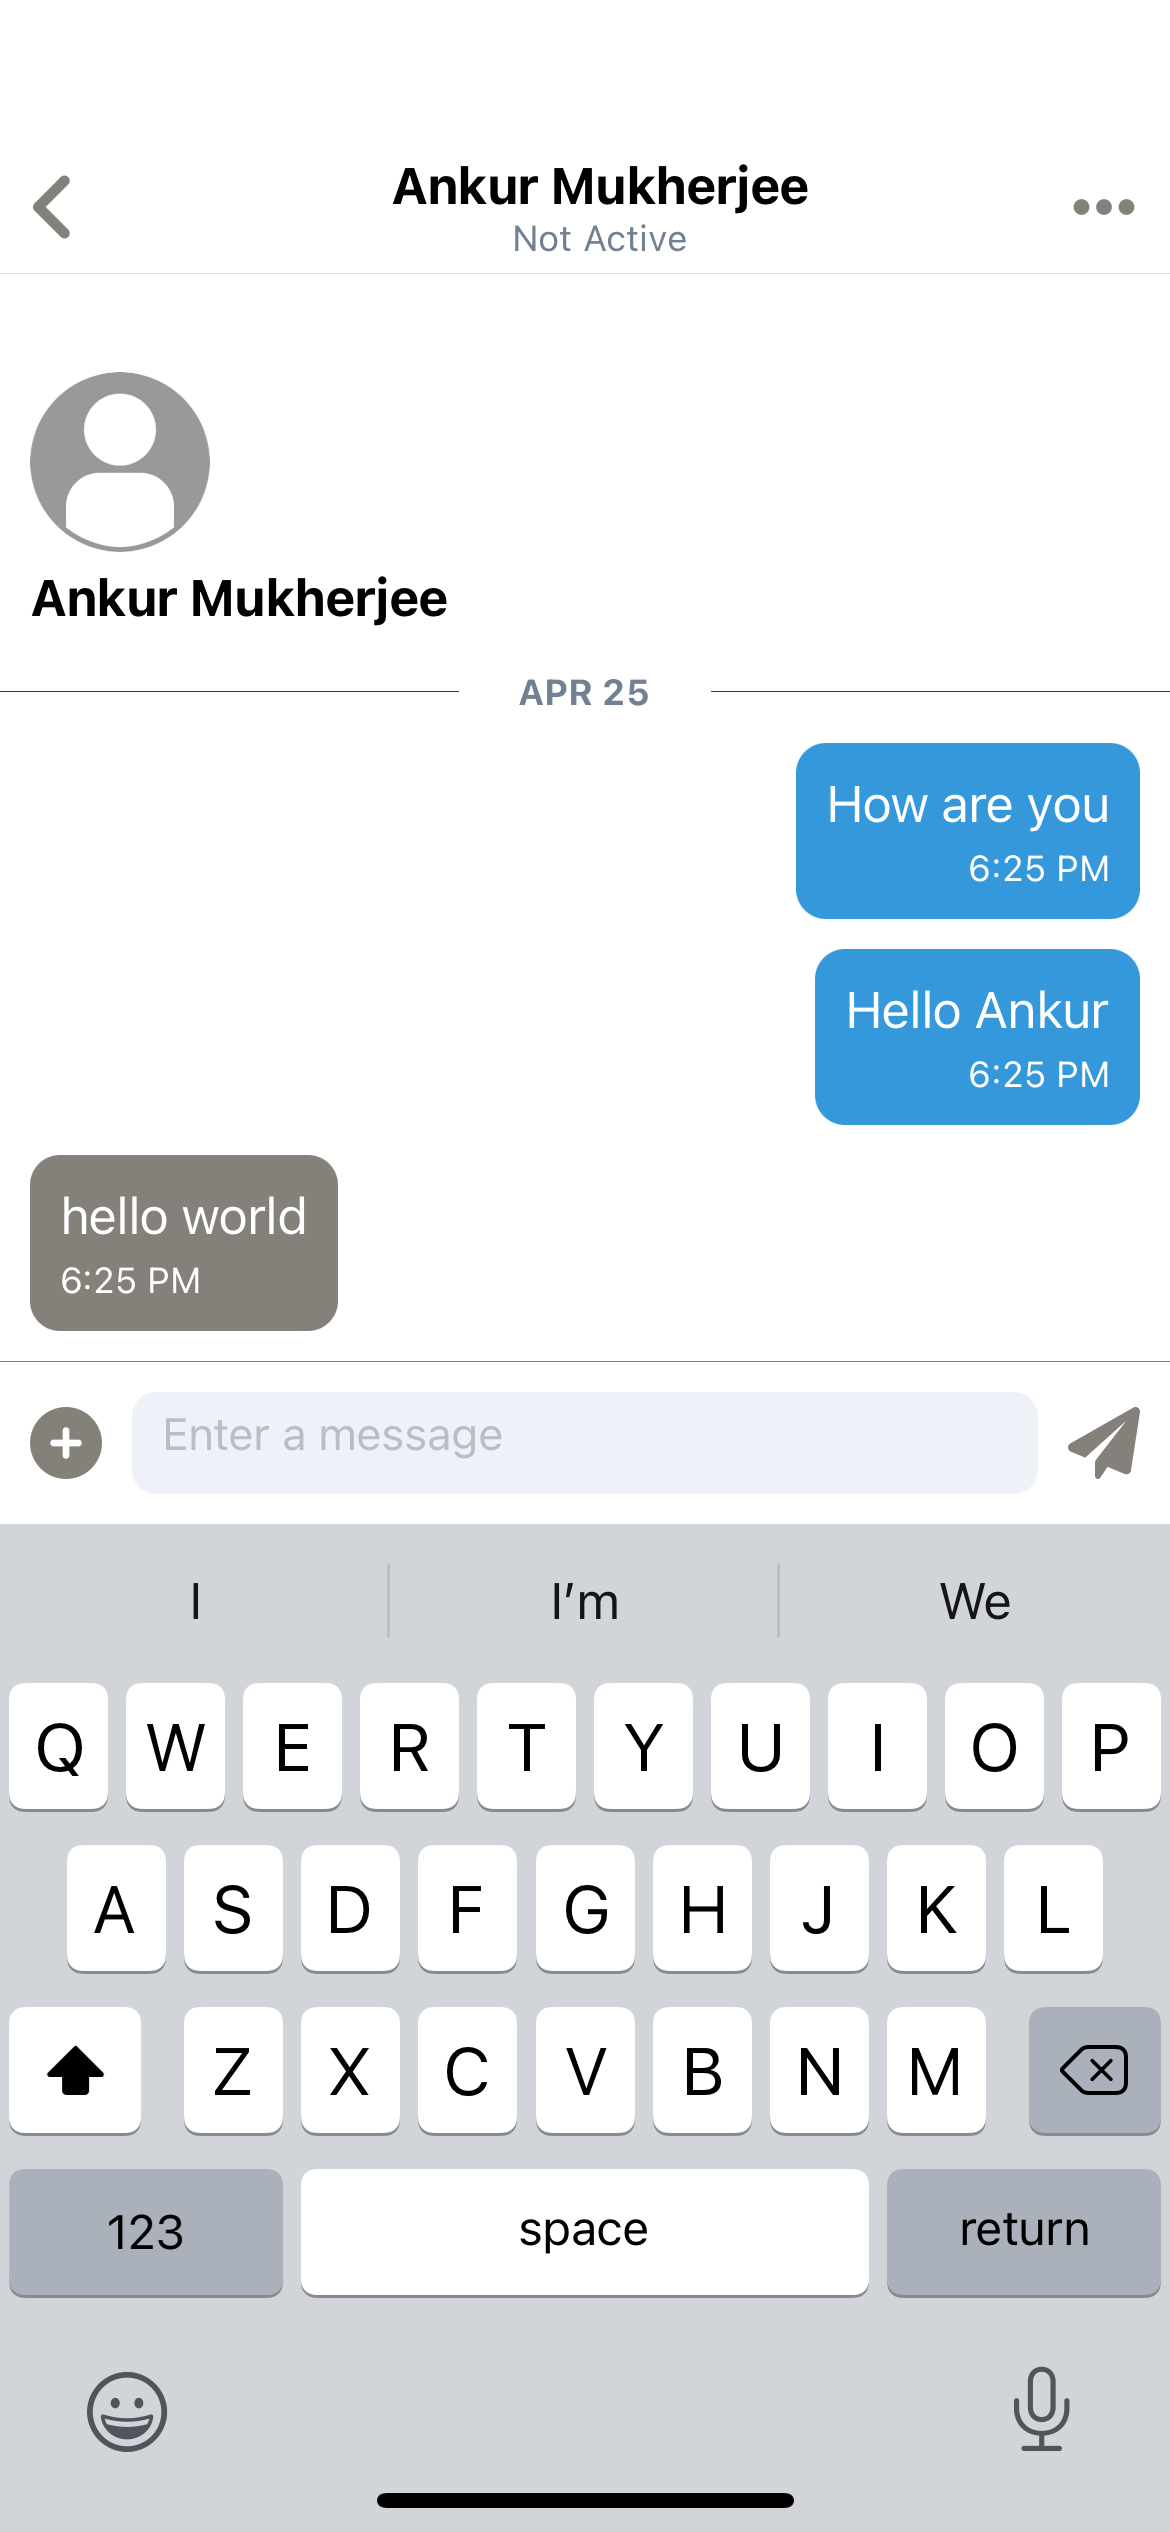 Ankur Mukherjee
Not Active
Ankur Mukherjee
APR 25
How are you
6:25 PM
Hello Ankur
6:25 PM
hello world
6:25 PM
Enter a message
I I’m We
Q W E R T Y U I O P
A S D F G H J K L
Z X C V B N M
123 space return